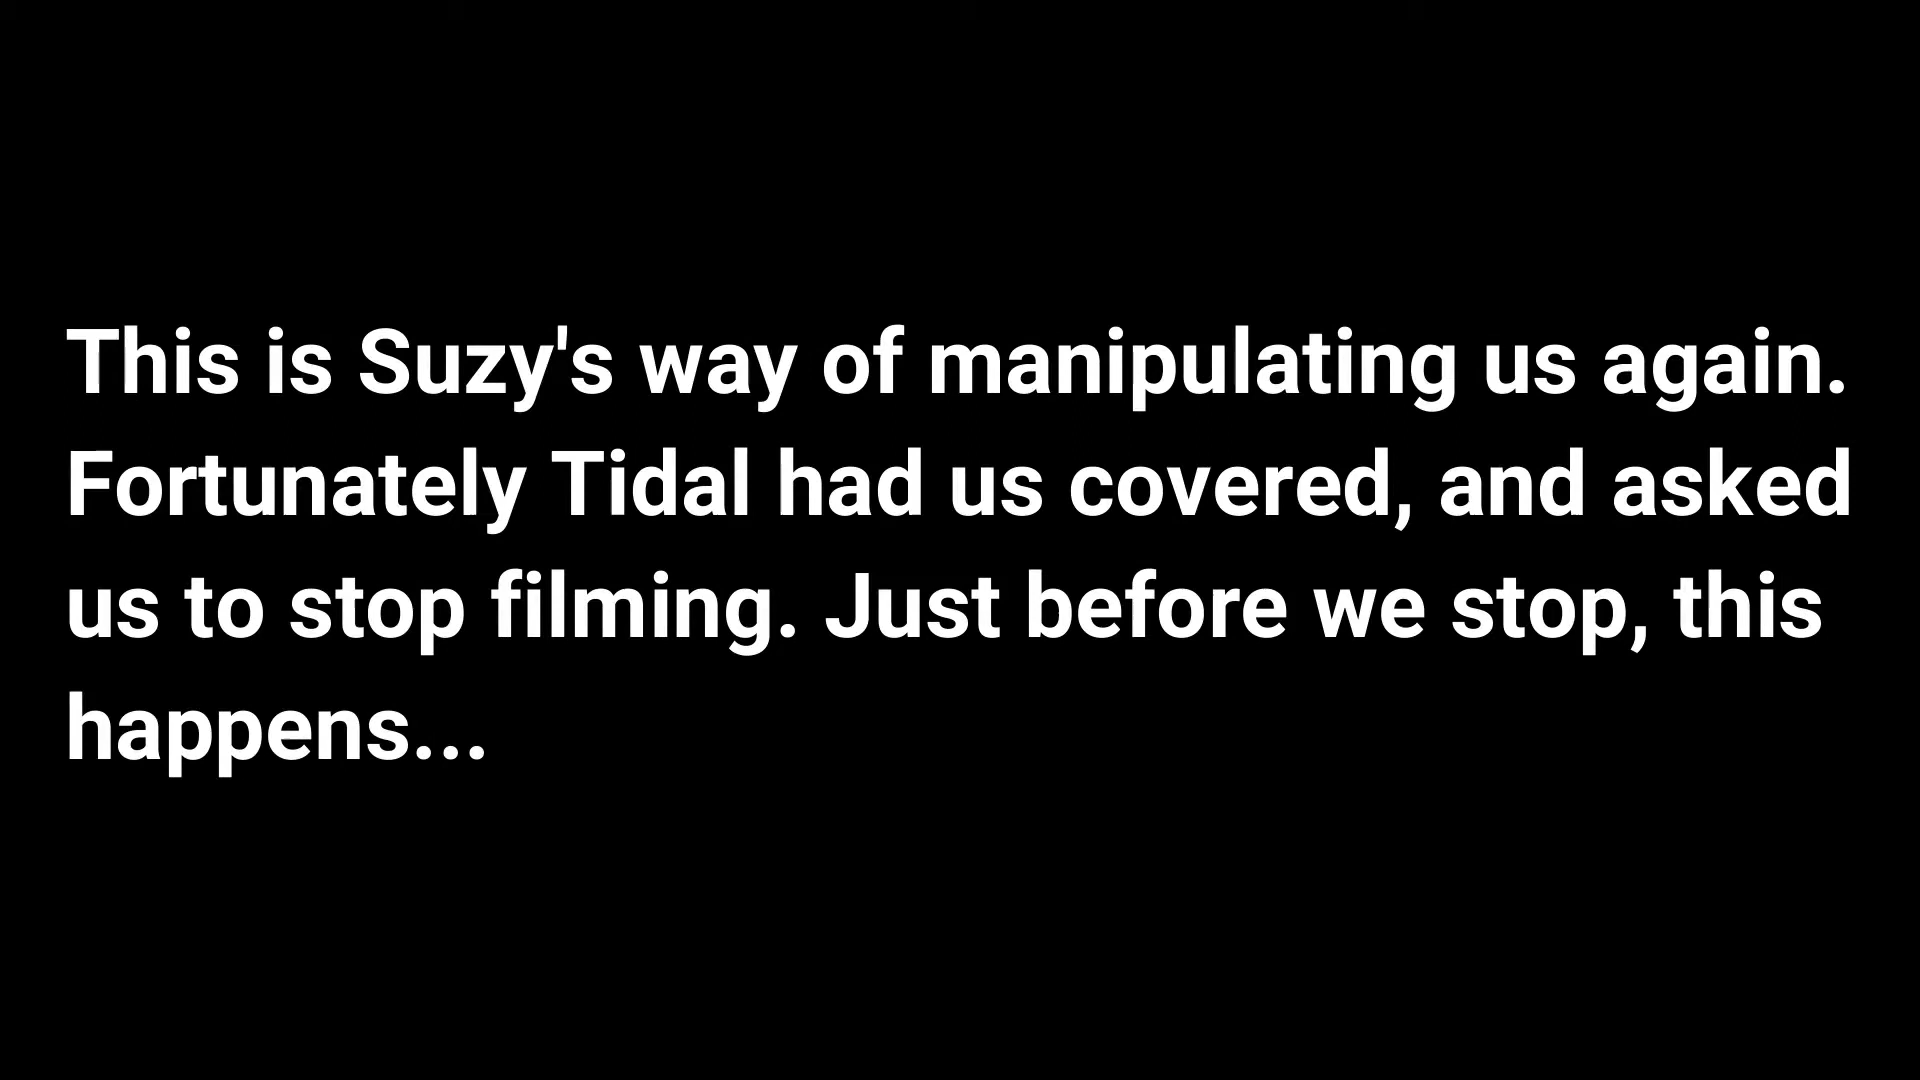 This is Suzy's way of manipulating us again.
Fortunately Tidal had us covered, and asked
us to stop filming. Just before we stop, this
happens...